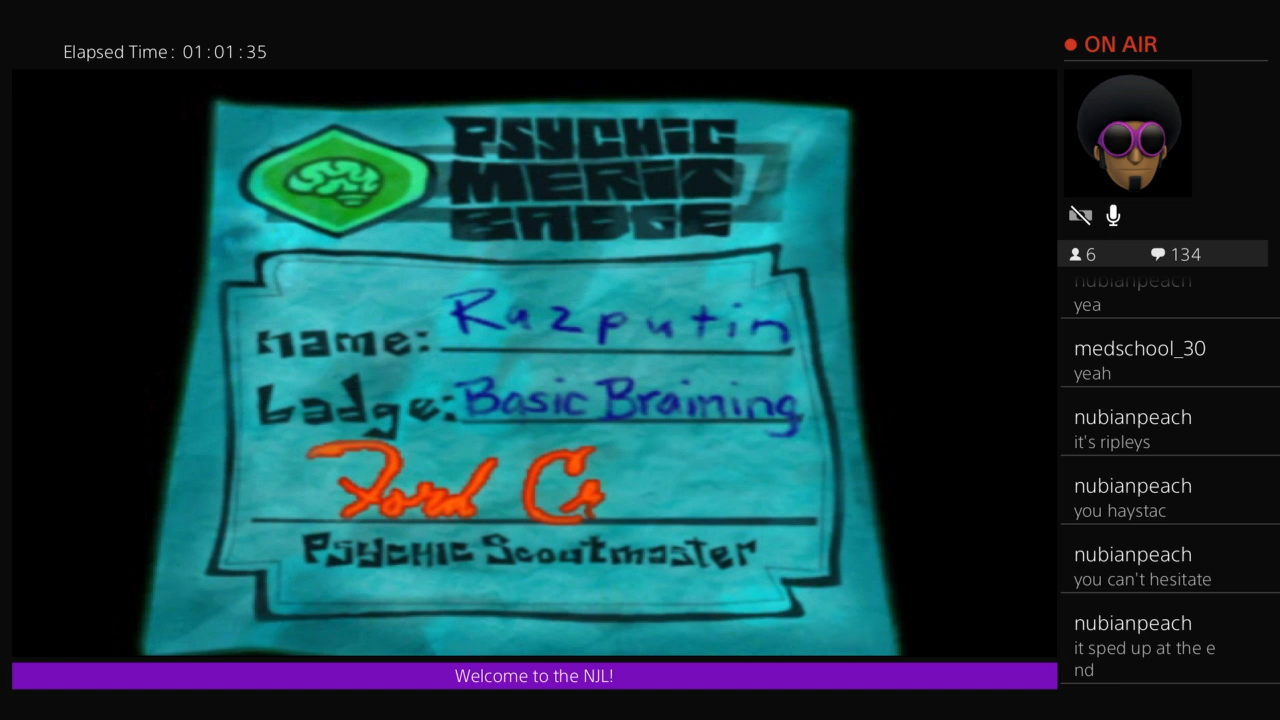 Elapsed Time: 01:01:35
ON AIR
PSYCHIC
MERIT
BADGE
name: Razputin
badge: Basic Braining
Ford Cr
Psychic Scoutmaster
6 134
nubianpeach
yea
medschool_30
yeah
nubianpeach
it's ripleys
nubianpeach
you haystac
nubianpeach
you can't hesitate
nubianpeach
it sped up at the e
nd
Welcome to the NJL!